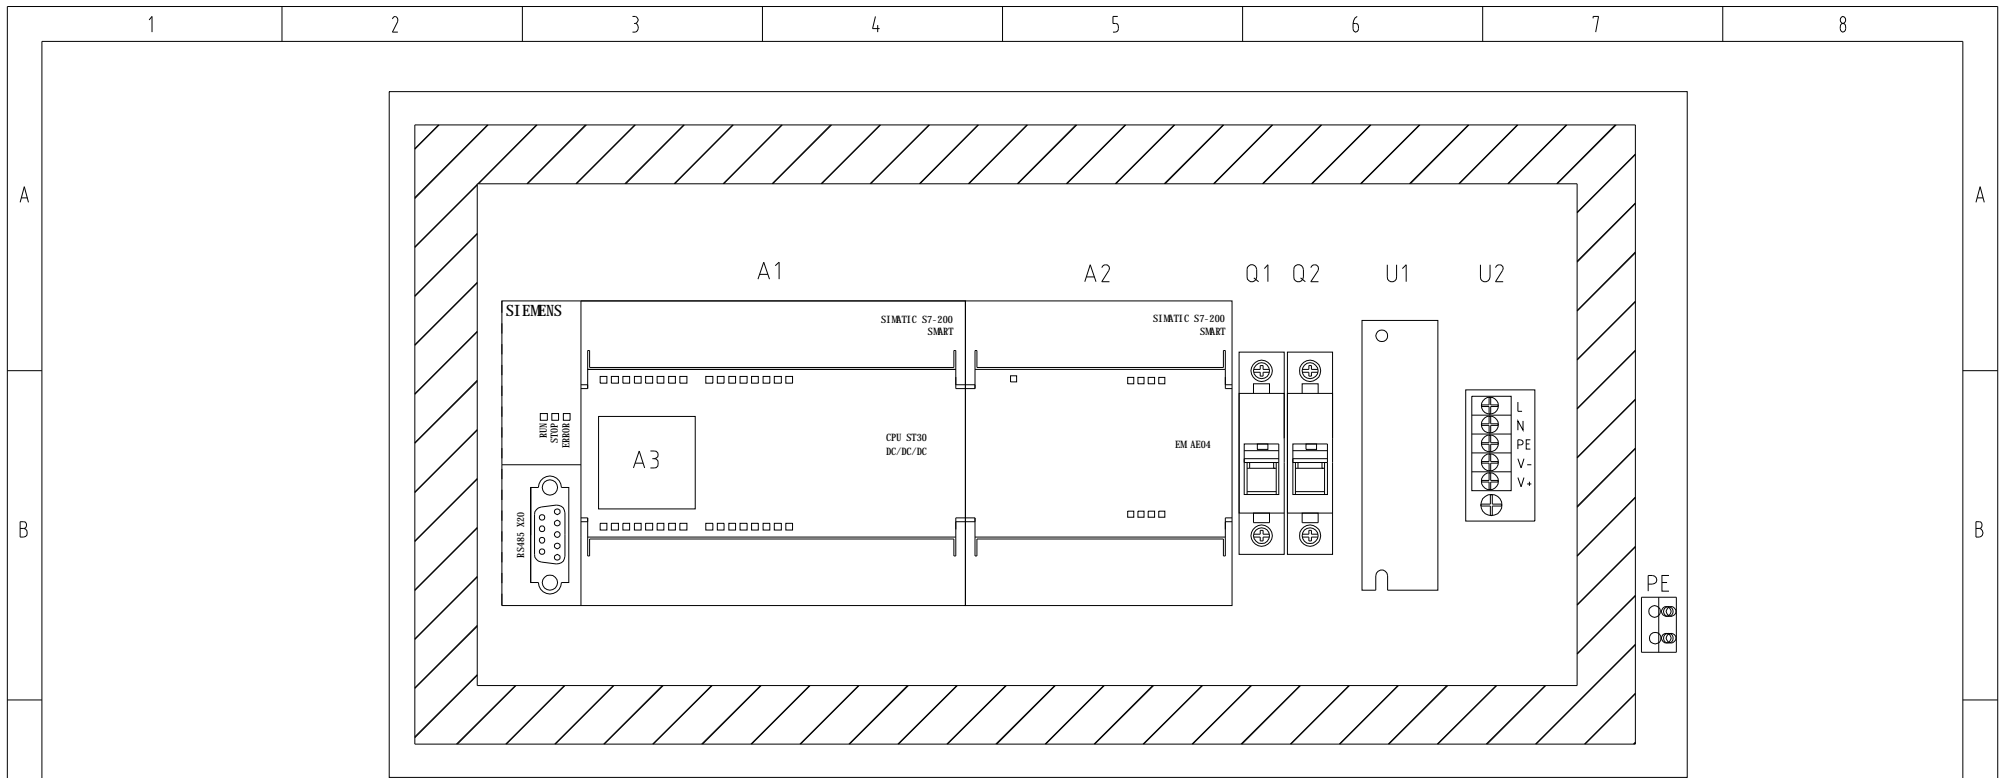 1 2 3 4 5 6 7 8
A A
A1 A2 Q1 Q2 U1 U2
SIEMENS
SIMATIC S7-200
SMART
SIMATIC S7-200
SMART
RUN
STOP
ERROR
L
N
PE
V-
V+
CPU ST30
DC/DC/DC
EM AE04
A3
RS485 X20
B B
PE